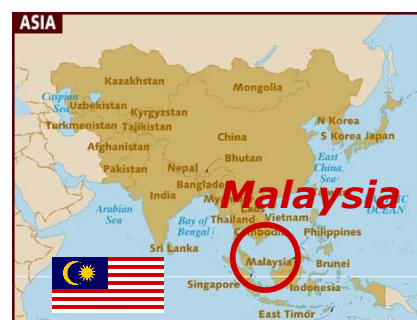 ASIA
Kazakhstan
Mongolia
Caspian
Sea
Uzbekistan
Kyrgyzstan
Turkmenistan
Tajikistan
N Korea
S Korea
Japan
China
Afghanistan
Bhutan
East
China
Sea
Pakistan
Nepal
India
Malaysia
OCEAN
Arabian
Sea
Bay of
Bengal
Thailand
Vietnam
Philippines
Sri Lanka
Malaysia
Brunei
Singapore
Indonesia
East Timor